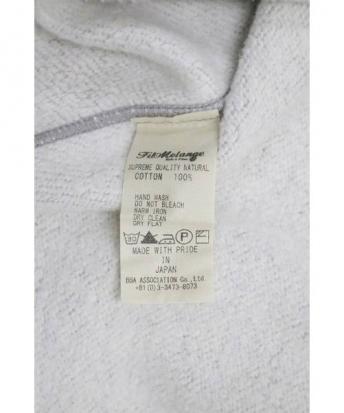 FilMelange
SUPREME QUALITY NATURAL
COTTON 100%
HAND WASH
DO NOT BLEACH
WARM IRON
DRY CLEAN
DRY FLAT
MADE WITH PRIDE
IN
JAPAN
BGA ASSOCIATION Co.,Ltd.
+81(0)3-3473-8073